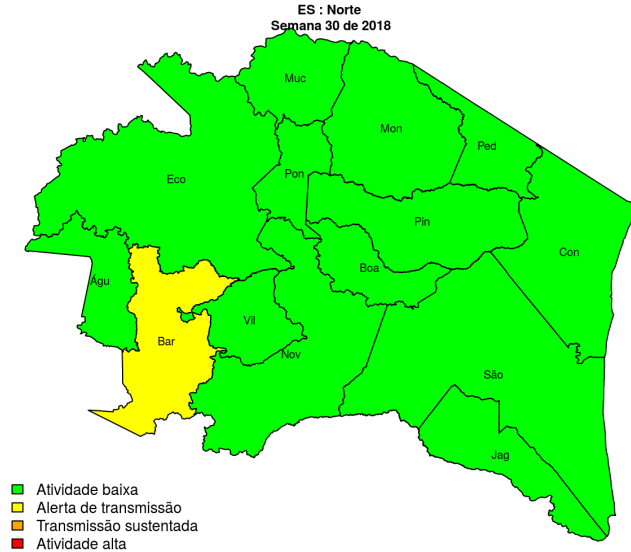 ES : Norte
Semana 30 de 2018
Muc
Mon
Ped
Pon
Eco
Pin
Con
Boa
Águ
Vil
Bar
Nov
São
Jag
Atividade baixa
Alerta de transmissão
Transmissão sustentada
Atividade alta